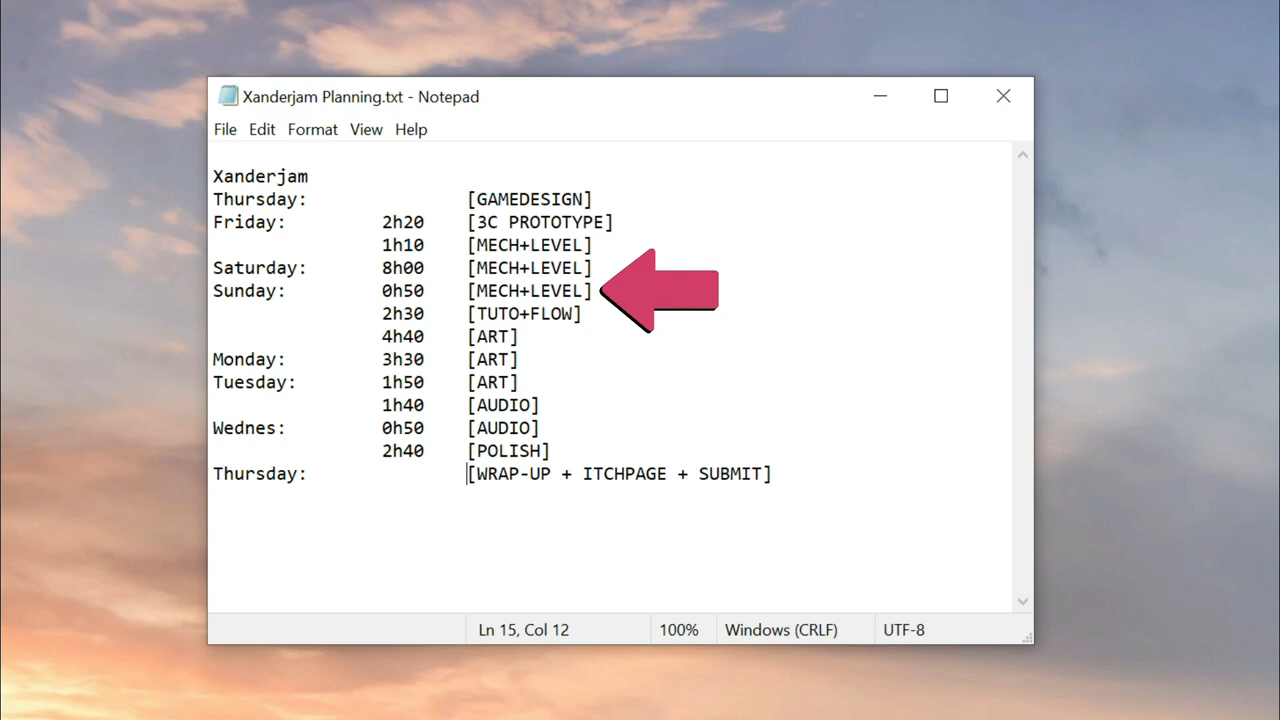 Xanderjam Planning.txt - Notepad
File Edit Format View Help
Xanderjam
Thursday: [GAMEDESIGN]
Friday: 2h20 [3C PROTOTYPE]
1h10 [MECH+LEVEL]
Saturday: 8h00 [MECH+LEVEL]
Sunday: 0h50 [MECH+LEVEL]
2h30 [TUTO+FLOW]
4h40 [ART]
Monday: 3h30 [ART]
Tuesday: 1h50 [ART]
1h40 [AUDIO]
Wednes: 0h50 [AUDIO]
2h40 [POLISH]
Thursday: [WRAP-UP + ITCHPAGE + SUBMIT]
Ln 15, Col 12 100% Windows (CRLF) UTF-8